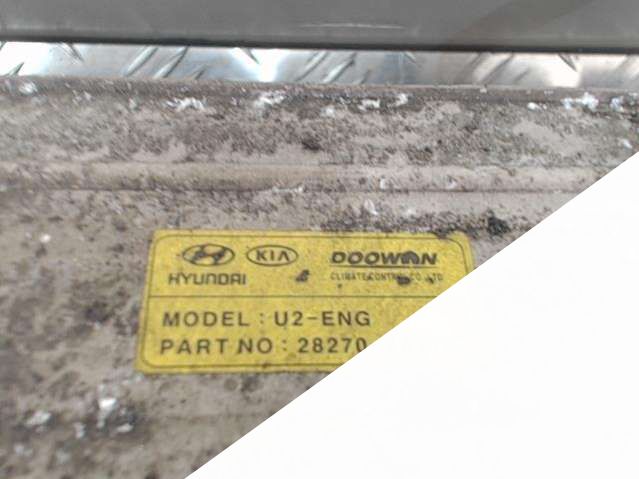 HYUNDAI KIA DOOWON
CLIMATE CONTROL CO., LTD
MODEL : U2-ENG
PART NO : 28270